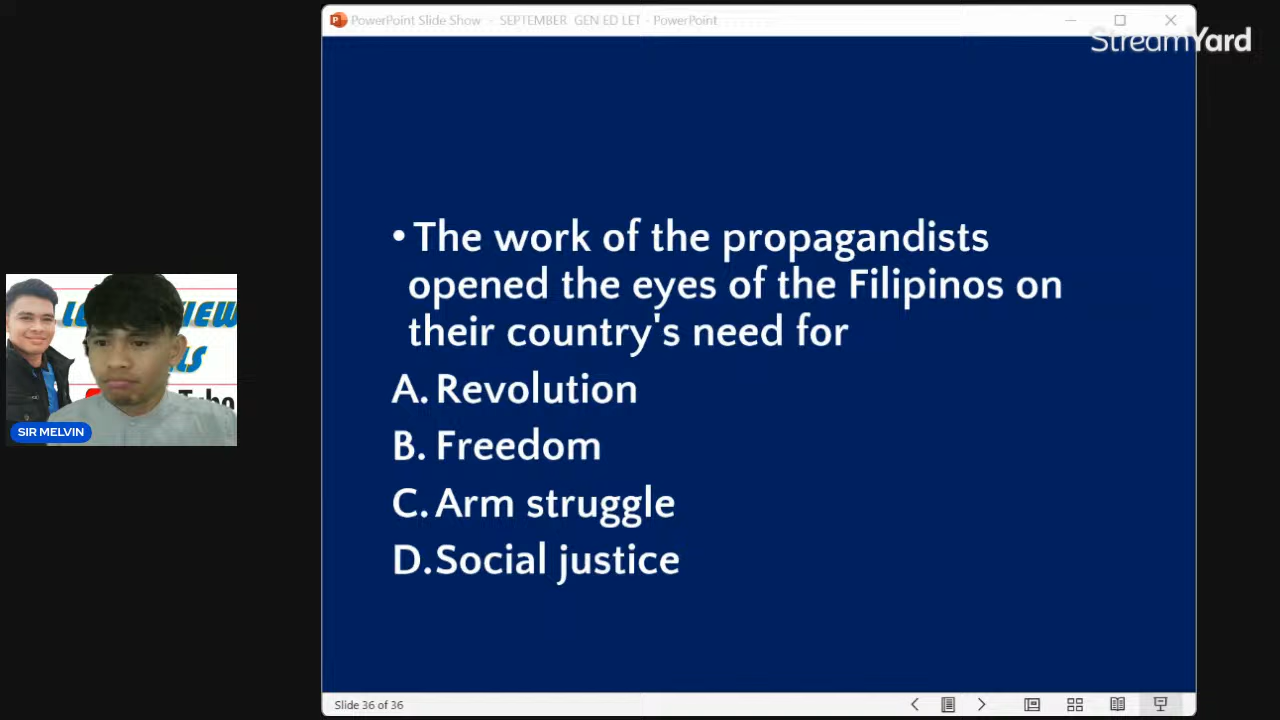 PowerPoint Slide Show - SEPTEMBER GEN ED LET - PowerPoint
StreamYard
• The work of the propagandists
opened the eyes of the Filipinos on
their country's need for
A. Revolution
B. Freedom
C. Arm struggle
D. Social justice
SIR MELVIN
Slide 36 of 36